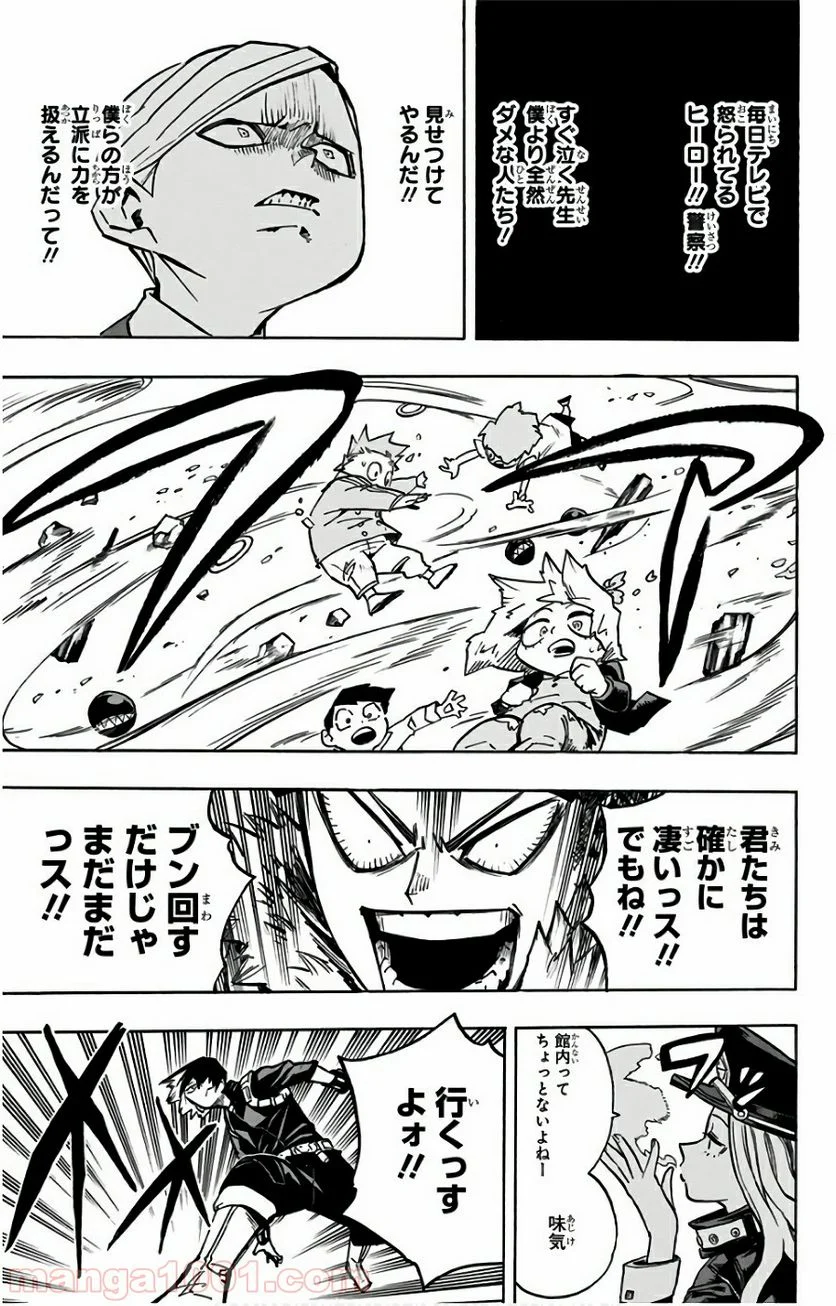 毎日テレビで
怒られてる
ヒーロー!!
警察!!
すぐ泣く先生
僕より全然
ダメな人たち!
見せつけて
やるんだ!!
僕らの方が
立派に力を
扱えるんだって!!
君たちは
確かに
凄いっス!!
でもね!!
ブン回す
だけじゃ
まだまだ
っス!!
館内って
ちょっとないよねー
味気
行くっす
よォ!!
manga1001.com